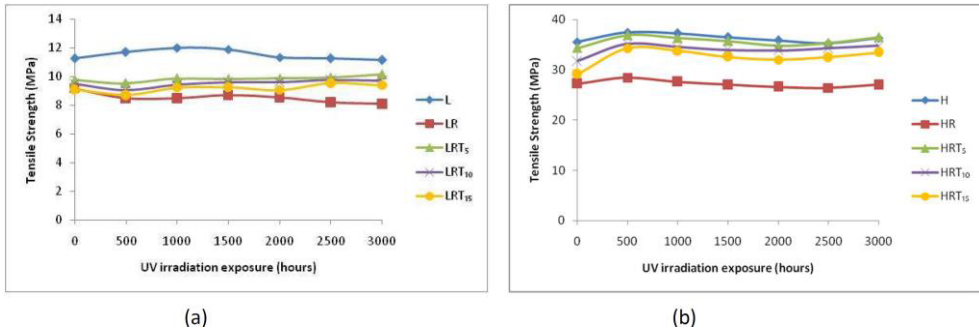 14
12
10
8
6
4
2
0
Tensile Strength (MPa)
0 500 1000 1500 2000 2500 3000
UV irradiation exposure (hours)
L
LR
LRT₅
LRT₁₀
LRT₁₅
(a)
40
30
20
10
0
Tensile Strength (MPa)
0 500 1000 1500 2000 2500 3000
UV irradiation exposure (hours)
H
HR
HRT₅
HRT₁₀
HRT₁₅
(b)